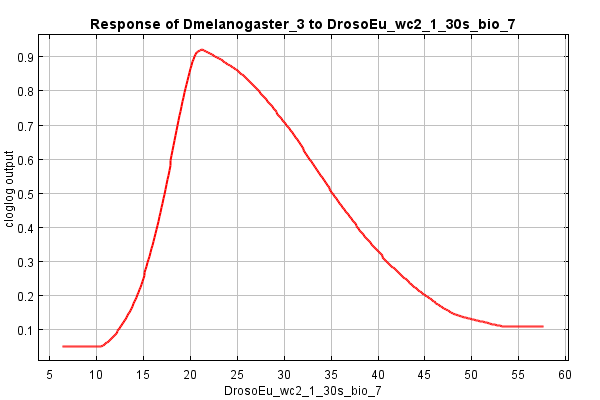 Response of Dmelanogaster_3 to DrosoEu_wc2_1_30s_bio_7
0.9
0.8
0.7
0.6
0.5
0.4
0.3
0.2
0.1
cloglog output
5 10 15 20 25 30 35 40 45 50 55 60
DrosoEu_wc2_1_30s_bio_7